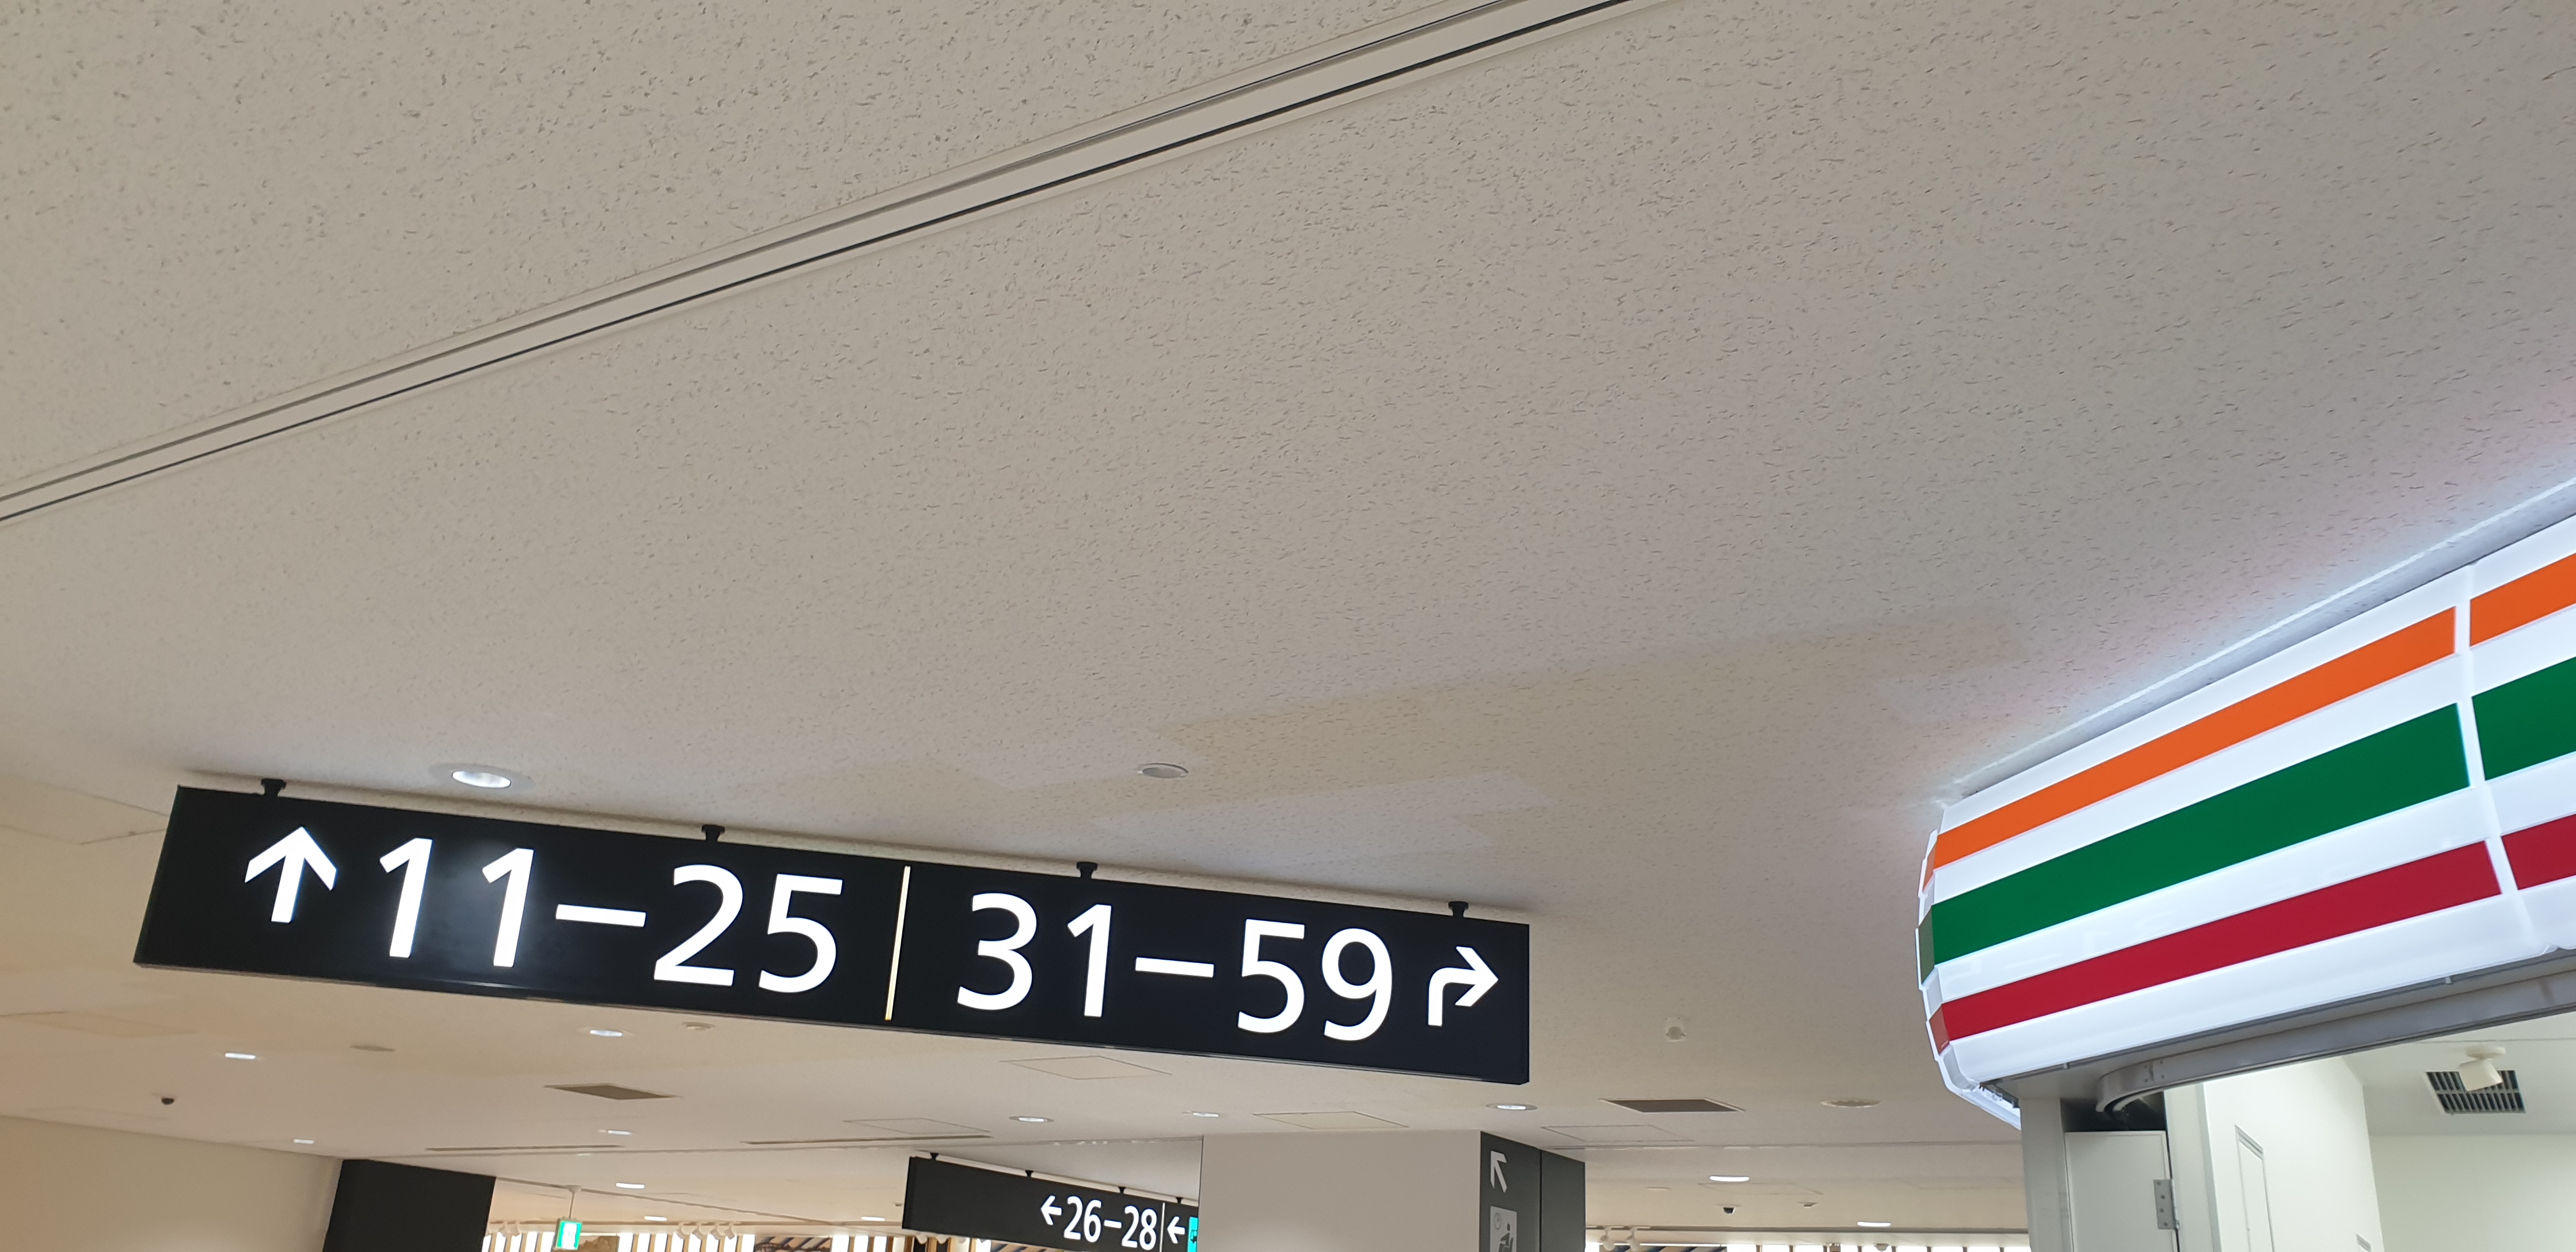 ↑ 11–25 | 31–59 ↱
← 26–28 | ←